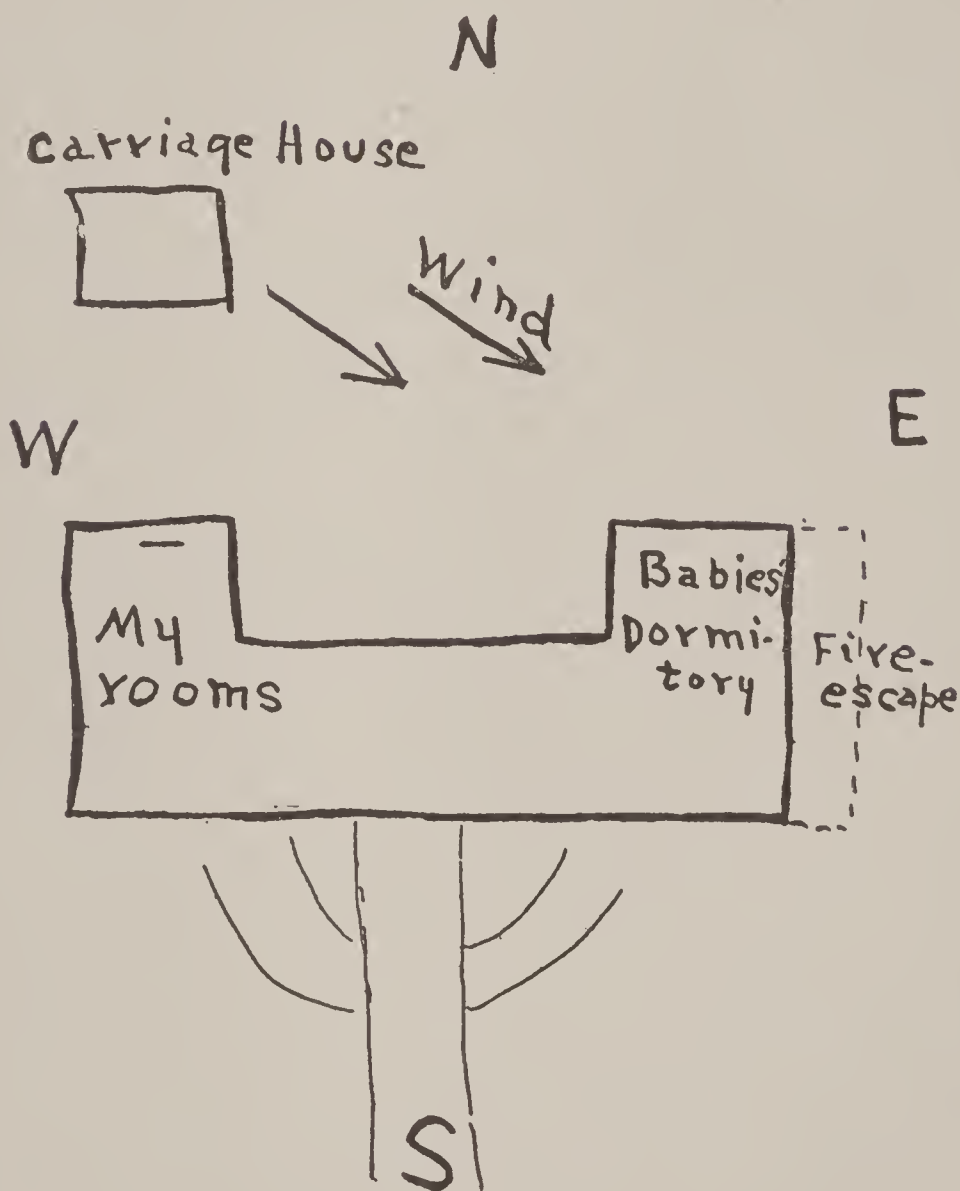 N
Carriage House
Wind
W
E
My
rooms
Babies'
Dormi-
tory
Fire-
escape
S